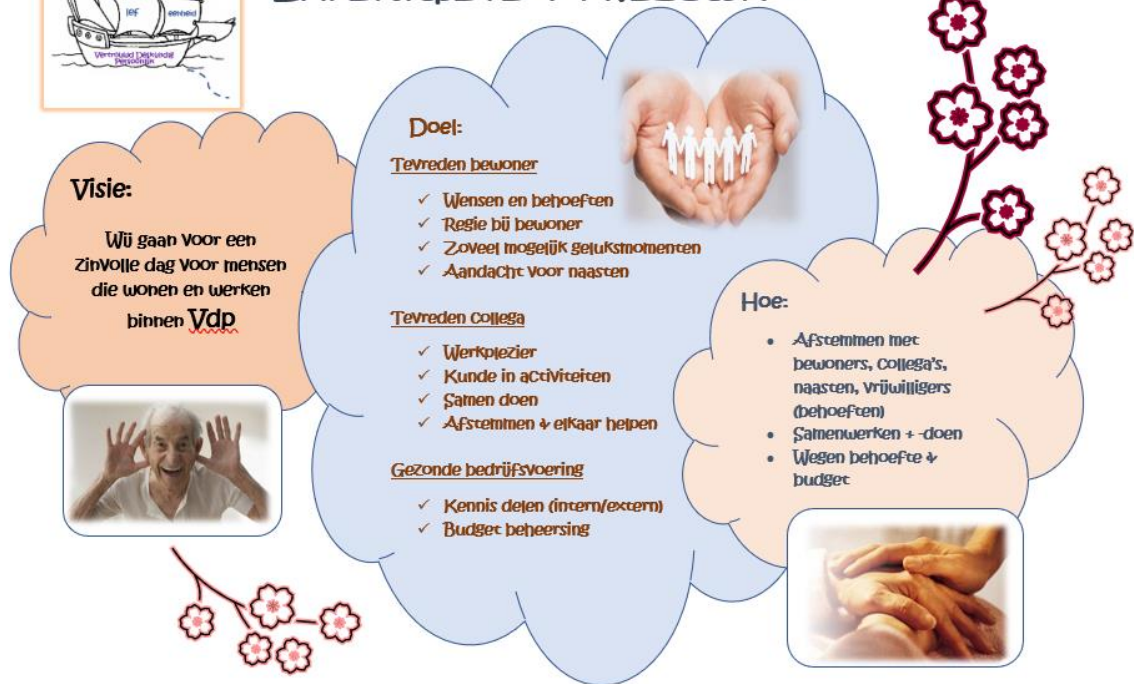 lef
eenheid
Vertrouwd Deskundig
Persoonlijk
Visie:
Wij gaan voor een
zinvolle dag voor mensen
die wonen en werken
binnen Vdp
Doel:
Tevreden bewoner
✓ Wensen en behoeften
✓ Regie bij bewoner
✓ Zoveel mogelijk geluksmomenten
✓ Aandacht voor naasten
Tevreden collega
✓ Werkplezier
✓ Kunde in activiteiten
✓ Samen doen
✓ Afstemmen & elkaar helpen
Gezonde bedrijfsvoering
✓ Kennis delen (intern/extern)
✓ Budget beheersing
Hoe:
• Afstemmen met
bewoners, collega's,
naasten, vrijwilligers
(behoeften)
• Samenwerken + -doen
• Wegen behoefte &
budget